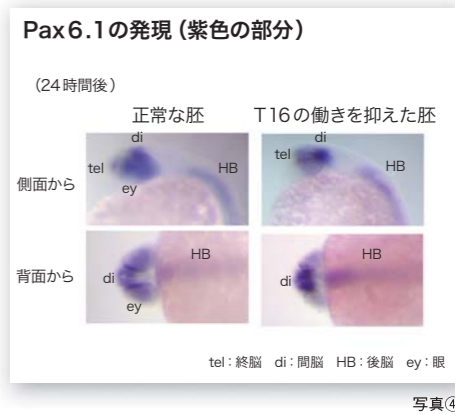 Pax6.1の発現（紫色の部分）
（24時間後）
正常な胚
T16の働きを抑えた胚
側面から
di
tel
HB
ey
di
tel
HB
背面から
HB
di
ey
HB
di
tel：終脳 di：間脳 HB：後脳 ey：眼
写真④